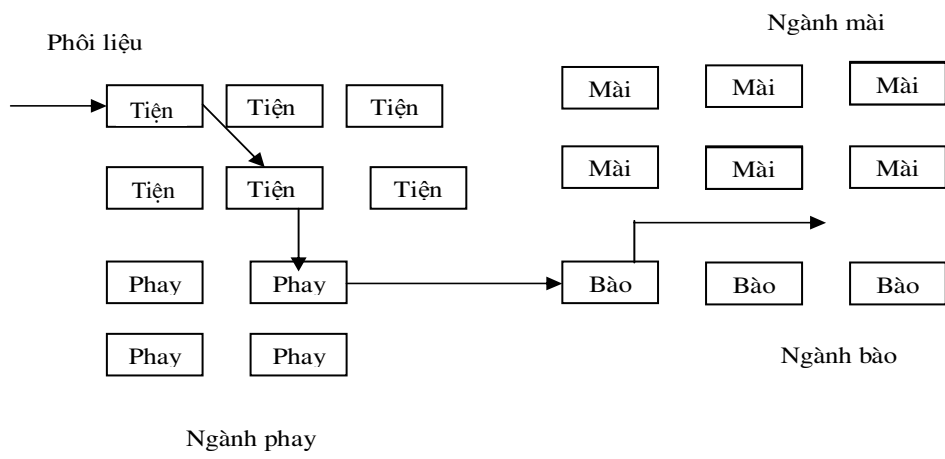 Ngành mài
Phôi liệu
Tiện Tiện Tiện Mài Mài Mài
Tiện Tiện Tiện Mài Mài Mài
Phay Phay Bào Bào Bào
Phay Phay Ngành bào
Ngành phay